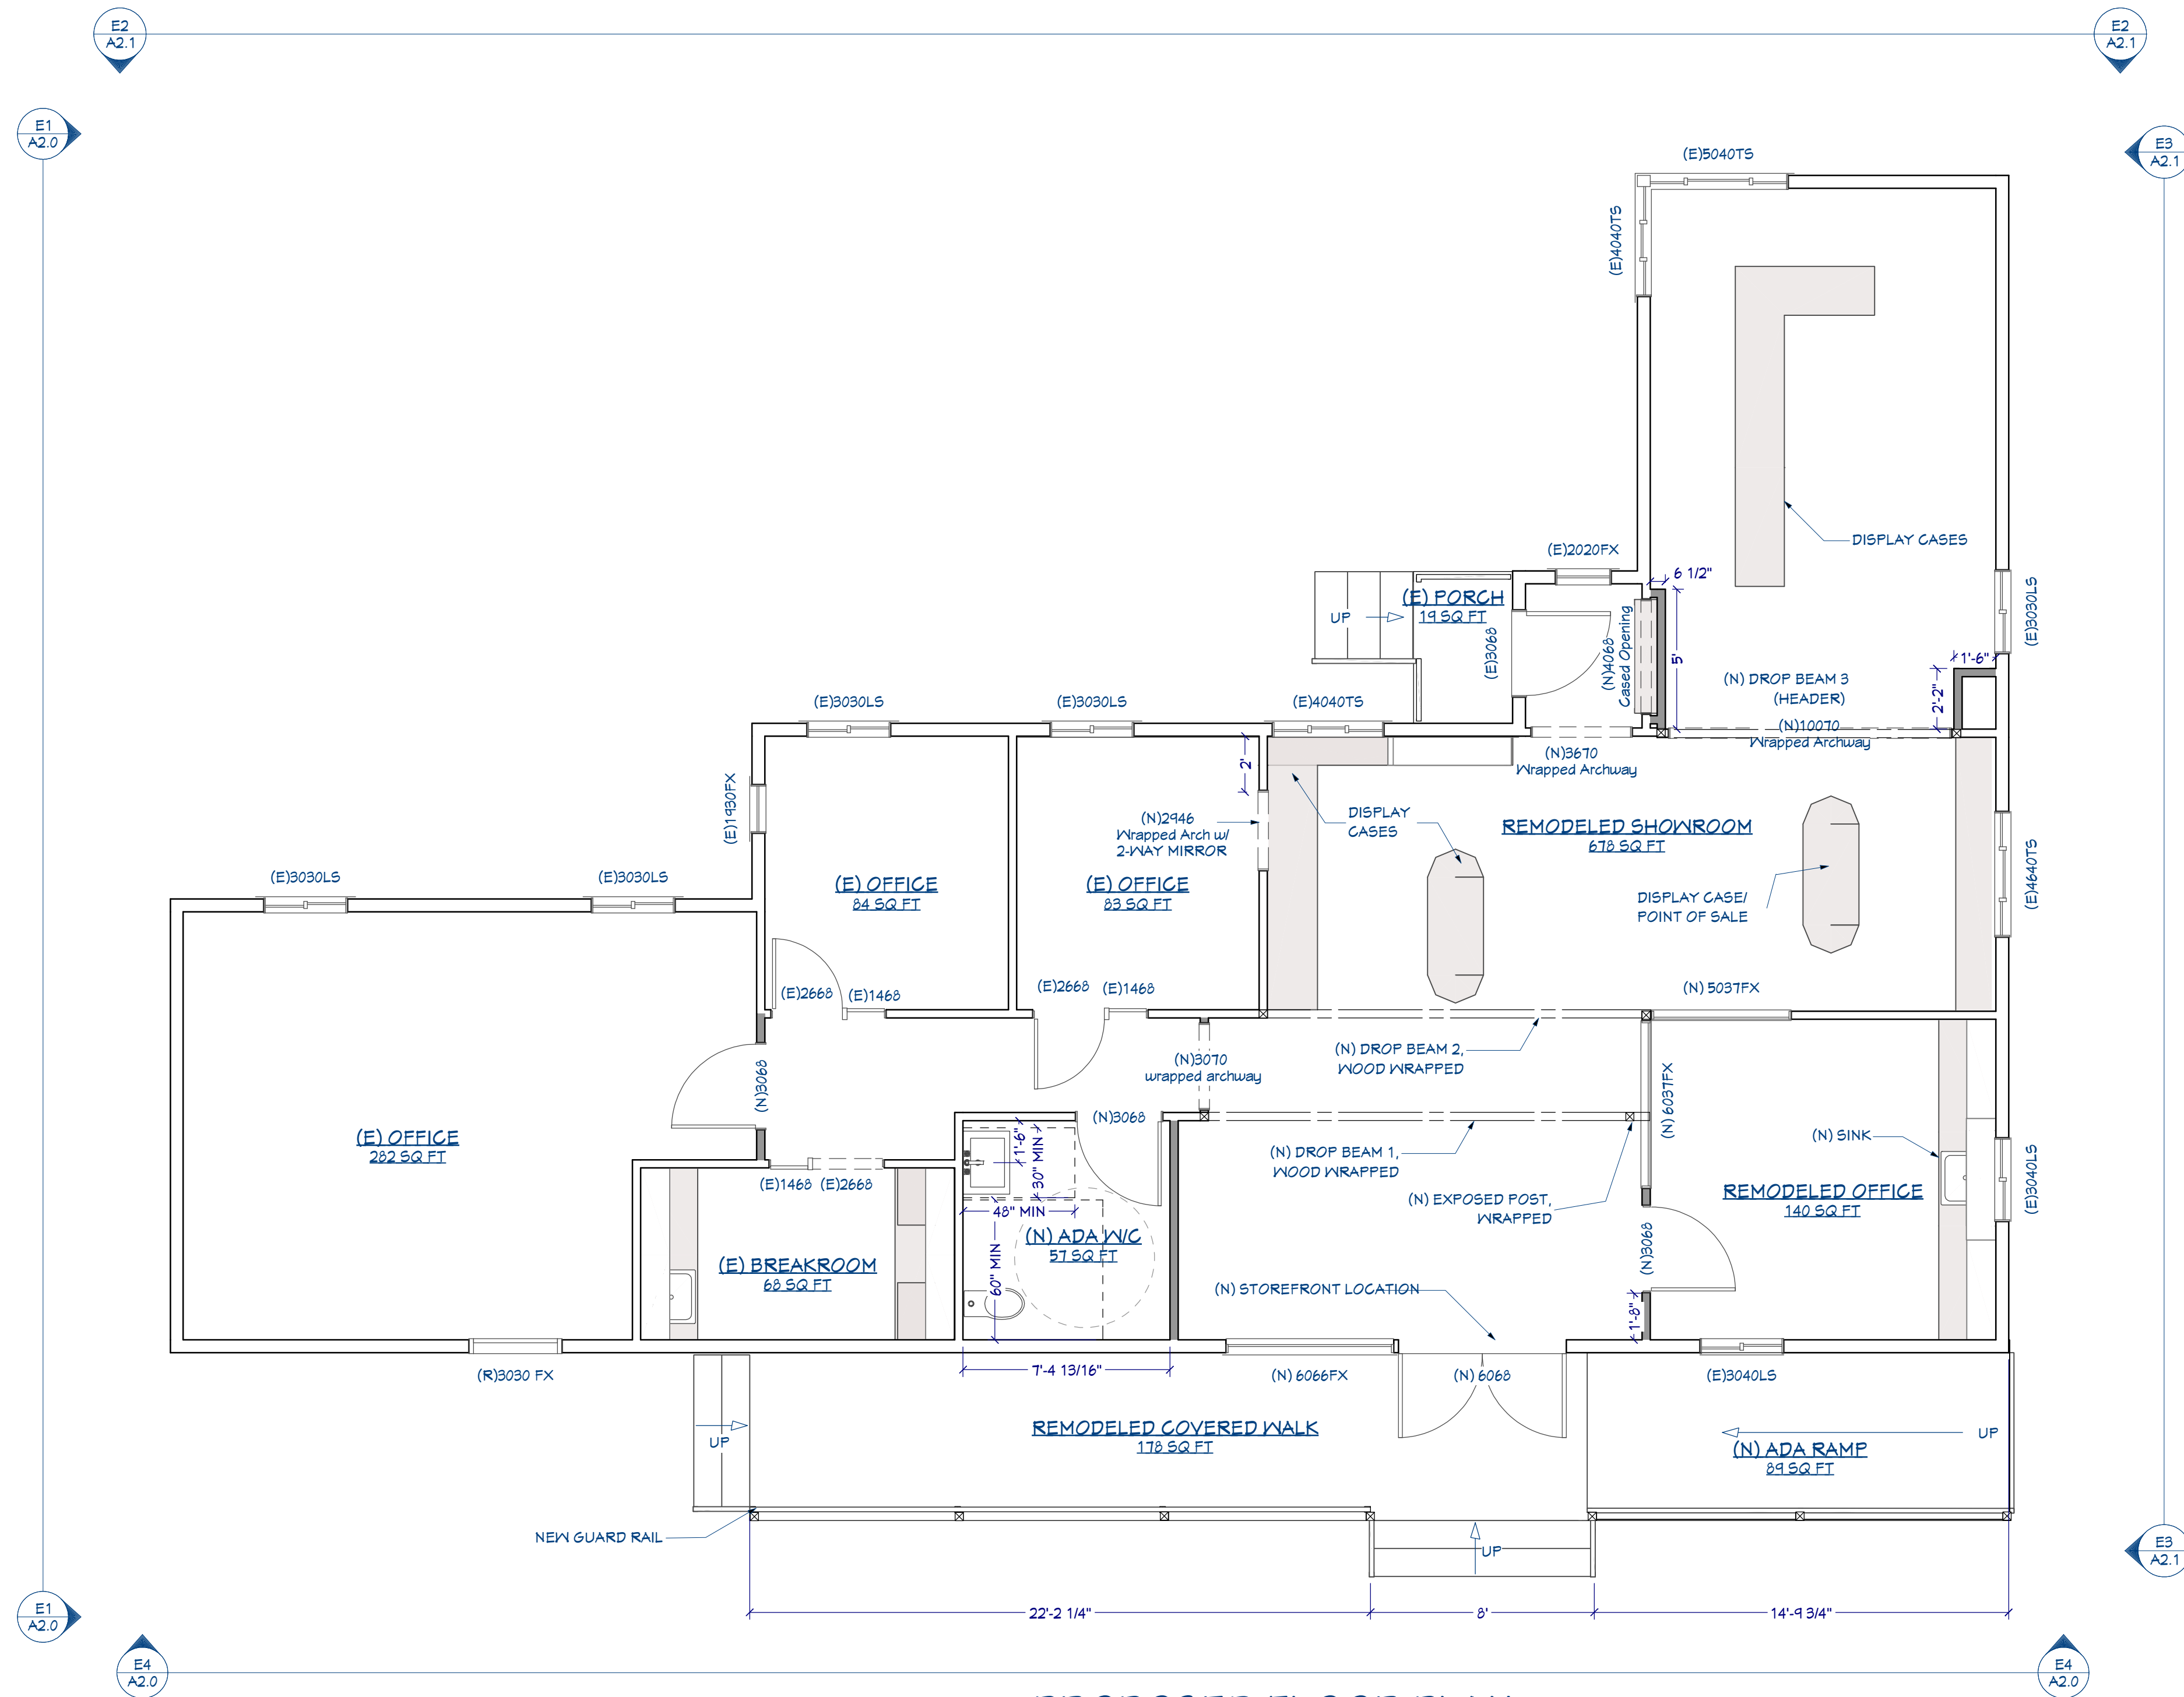 E2
A2.1
E2
A2.1
E1
A2.0
E3
A2.1
(E)5040TS
(E)4040TS
DISPLAY CASES
(E)2020FX
6 1/2"
(E) PORCH
19 SQ FT
UP
(E)3068
(N)4068
Cased Opening
5'
(E)3030LS
1'-6"
2'-2"
(N) DROP BEAM 3
(HEADER)
(N)10070
Wrapped Archway
(E)3030LS
(E)3030LS
(E)4040TS
(N)3670
Wrapped Archway
2'
(E)1930FX
(N)2946
Wrapped Arch w/
2-WAY MIRROR
DISPLAY
CASES
REMODELED SHOWROOM
678 SQ FT
(E)4640TS
(E)3030LS
(E)3030LS
(E) OFFICE
84 SQ FT
(E) OFFICE
83 SQ FT
DISPLAY CASE/
POINT OF SALE
(E)2668
(E)1468
(E)2668
(E)1468
(N) 5037FX
(N)3068
(N)3070
wrapped archway
(N) DROP BEAM 2,
WOOD WRAPPED
(N) 6037FX
(E) OFFICE
282 SQ FT
(N)3068
1'-6"
30" MIN
(N) DROP BEAM 1,
WOOD WRAPPED
(N) SINK
(E)3040LS
(E)1468
(E)2668
48" MIN
(N) EXPOSED POST,
WRAPPED
REMODELED OFFICE
140 SQ FT
(N) ADA W/C
57 SQ FT
60" MIN
(E) BREAKROOM
68 SQ FT
(N)3068
(N) STOREFRONT LOCATION
1'-8"
7'-4 13/16"
(R)3030 FX
(N) 6066FX
(N) 6068
(E)3040LS
UP
REMODELED COVERED WALK
178 SQ FT
UP
(N) ADA RAMP
89 SQ FT
NEW GUARD RAIL
UP
E3
A2.1
22'-2 1/4"
8'
14'-9 3/4"
E1
A2.0
E4
A2.0
E4
A2.0